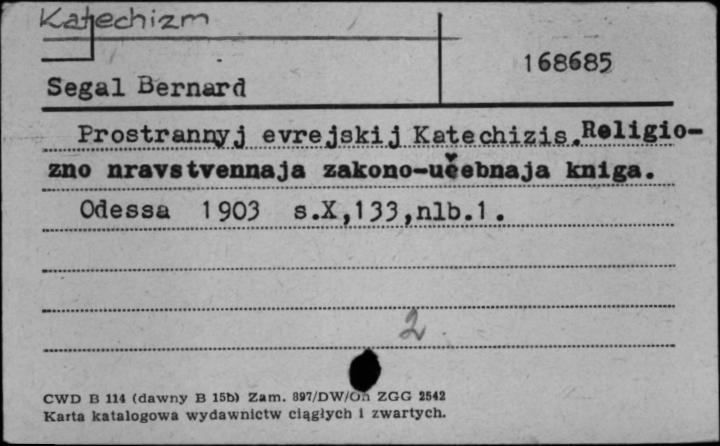 Katechizm
168685
Segal Bernard
Prostrannyj evrejskij Katechizis.Religio-
zno nravstvennaja zakono-učebnaja kniga.
Odessa 1903 s.X,133,nlb.1.
2
CWD B 114 (dawny B 15b) Zam. 897/DW/Oh ZGG 2542
Karta katalogowa wydawnictw ciągłych i zwartych.